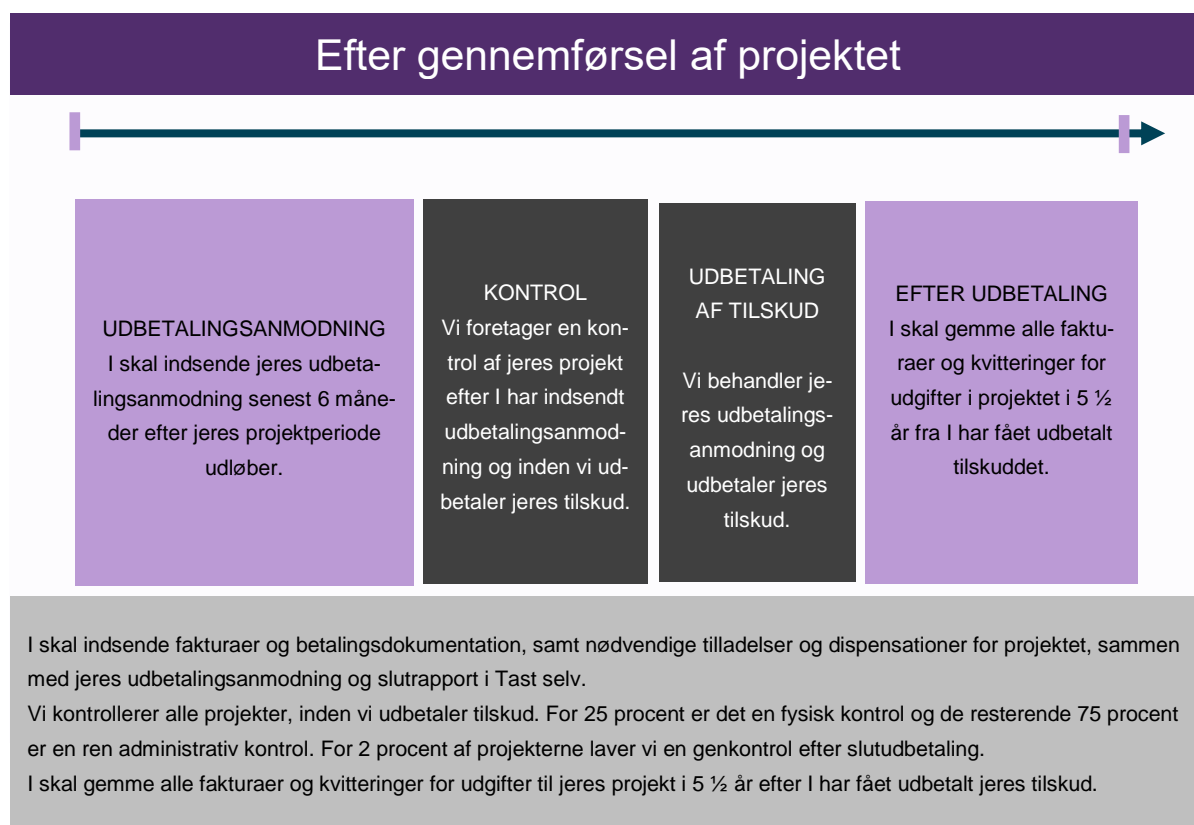 Efter gennemførsel af projektet
UDBETALINGSANMODNING
I skal indsende jeres udbeta-
lingsanmodning senest 6 måne-
der efter jeres projektperiode
udløber.
KONTROL
Vi foretager en kon-
trol af jeres projekt
efter I har indsendt
udbetalingsanmod-
ning og inden vi ud-
betaler jeres tilskud.
UDBETALING
AF TILSKUD
Vi behandler je-
res udbetalings-
anmodning og
udbetaler jeres
tilskud.
EFTER UDBETALING
I skal gemme alle faktu-
raer og kvitteringer for
udgifter i projektet i 5 ½
år fra I har fået udbetalt
tilskuddet.
I skal indsende fakturaer og betalingsdokumentation, samt nødvendige tilladelser og dispensationer for projektet, sammen
med jeres udbetalingsanmodning og slutrapport i Tast selv.
Vi kontrollerer alle projekter, inden vi udbetaler tilskud. For 25 procent er det en fysisk kontrol og de resterende 75 procent
er en ren administrativ kontrol. For 2 procent af projekterne laver vi en genkontrol efter slutudbetaling.
I skal gemme alle fakturaer og kvitteringer for udgifter til jeres projekt i 5 ½ år efter I har fået udbetalt jeres tilskud.